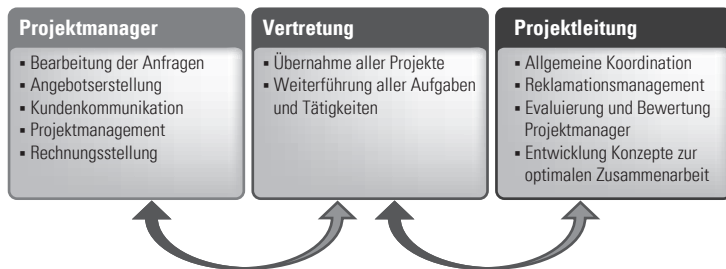 Projektmanager
▪ Bearbeitung der Anfragen
▪ Angebotserstellung
▪ Kundenkommunikation
▪ Projektmanagement
▪ Rechnungsstellung
Vertretung
▪ Übernahme aller Projekte
▪ Weiterführung aller Aufgaben
und Tätigkeiten
Projektleitung
▪ Allgemeine Koordination
▪ Reklamationsmanagement
▪ Evaluierung und Bewertung
Projektmanager
▪ Entwicklung Konzepte zur
optimalen Zusammenarbeit